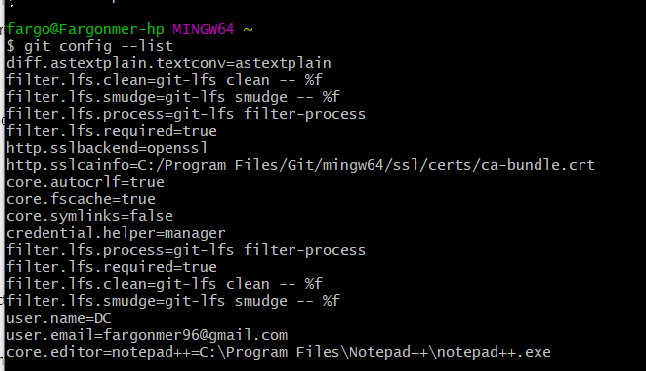 fargo@Fargonmer-hp MINGW64 ~
$ git config --list
diff.astextplain.textconv=astextplain
filter.lfs.clean=git-lfs clean -- %f
filter.lfs.smudge=git-lfs smudge -- %f
filter.lfs.process=git-lfs filter-process
filter.lfs.required=true
http.sslbackend=openssl
http.sslcainfo=C:/Program Files/Git/mingw64/ssl/certs/ca-bundle.crt
core.autocrlf=true
core.fscache=true
core.symlinks=false
credential.helper=manager
filter.lfs.process=git-lfs filter-process
filter.lfs.required=true
filter.lfs.clean=git-lfs clean -- %f
filter.lfs.smudge=git-lfs smudge -- %f
user.name=DC
user.email=fargonmer96@gmail.com
core.editor=notepad++=C:\Program Files\Notepad++\notepad++.exe